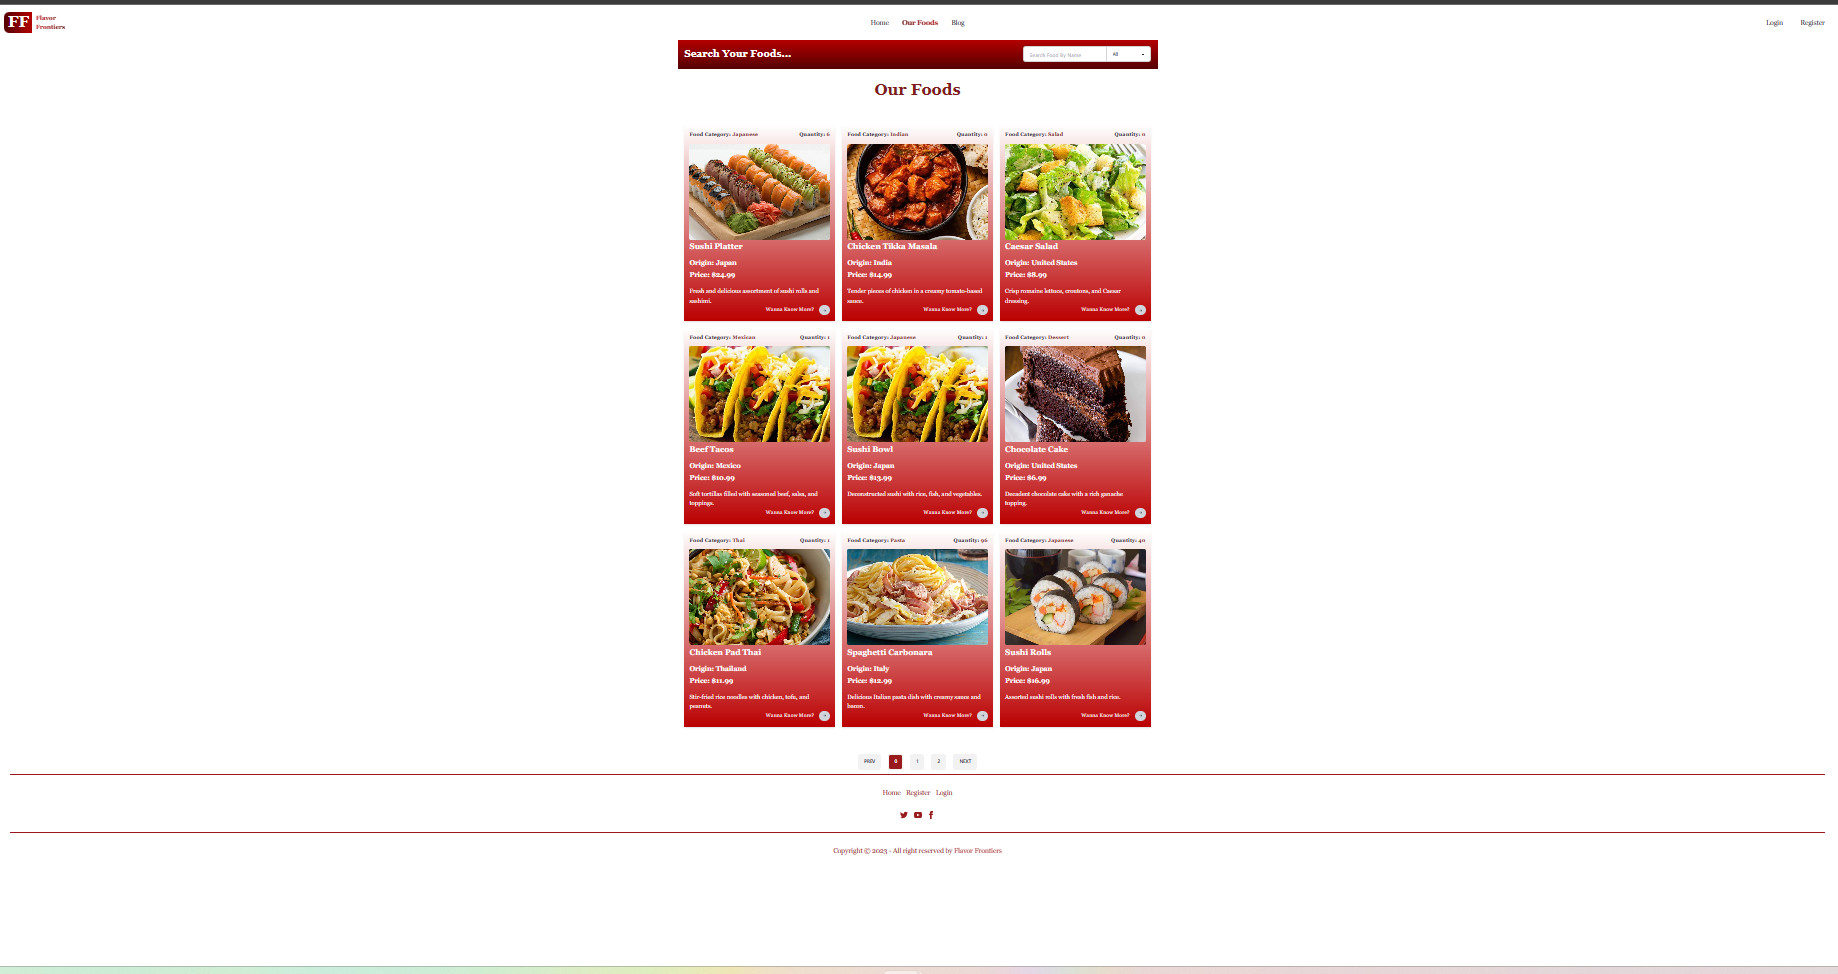 FF Flavor
Frontiers
Home Our Foods Blog
Login Register
Search Your Foods...
Search Food By Name All
Our Foods
Food Category: Japanese Quantity: 6
Sushi Platter
Origin: Japan
Price: $24.99
Fresh and delicious assortment of sushi rolls and
sashimi.
Wanna Know More?
Food Category: Indian Quantity: 0
Chicken Tikka Masala
Origin: India
Price: $14.99
Tender pieces of chicken in a creamy tomato-based
sauce.
Wanna Know More?
Food Category: Salad Quantity: 0
Caesar Salad
Origin: United States
Price: $8.99
Crisp romaine lettuce, croutons, and Caesar
dressing.
Wanna Know More?
Food Category: Mexican Quantity: 1
Beef Tacos
Origin: Mexico
Price: $10.99
Soft tortillas filled with seasoned beef, salsa, and
toppings.
Wanna Know More?
Food Category: Japanese Quantity: 1
Sushi Bowl
Origin: Japan
Price: $13.99
Deconstructed sushi with rice, fish, and vegetables.
Wanna Know More?
Food Category: Dessert Quantity: 0
Chocolate Cake
Origin: United States
Price: $6.99
Decadent chocolate cake with a rich ganache
topping.
Wanna Know More?
Food Category: Thai Quantity: 1
Chicken Pad Thai
Origin: Thailand
Price: $11.99
Stir-fried rice noodles with chicken, tofu, and
peanuts.
Wanna Know More?
Food Category: Pasta Quantity: 96
Spaghetti Carbonara
Origin: Italy
Price: $12.99
Delicious Italian pasta dish with creamy sauce and
bacon.
Wanna Know More?
Food Category: Japanese Quantity: 40
Sushi Rolls
Origin: Japan
Price: $16.99
Assorted sushi rolls with fresh fish and rice.
Wanna Know More?
PREV 0 1 2 NEXT
Home Register Login
Copyright © 2023 - All right reserved by Flavor Frontiers